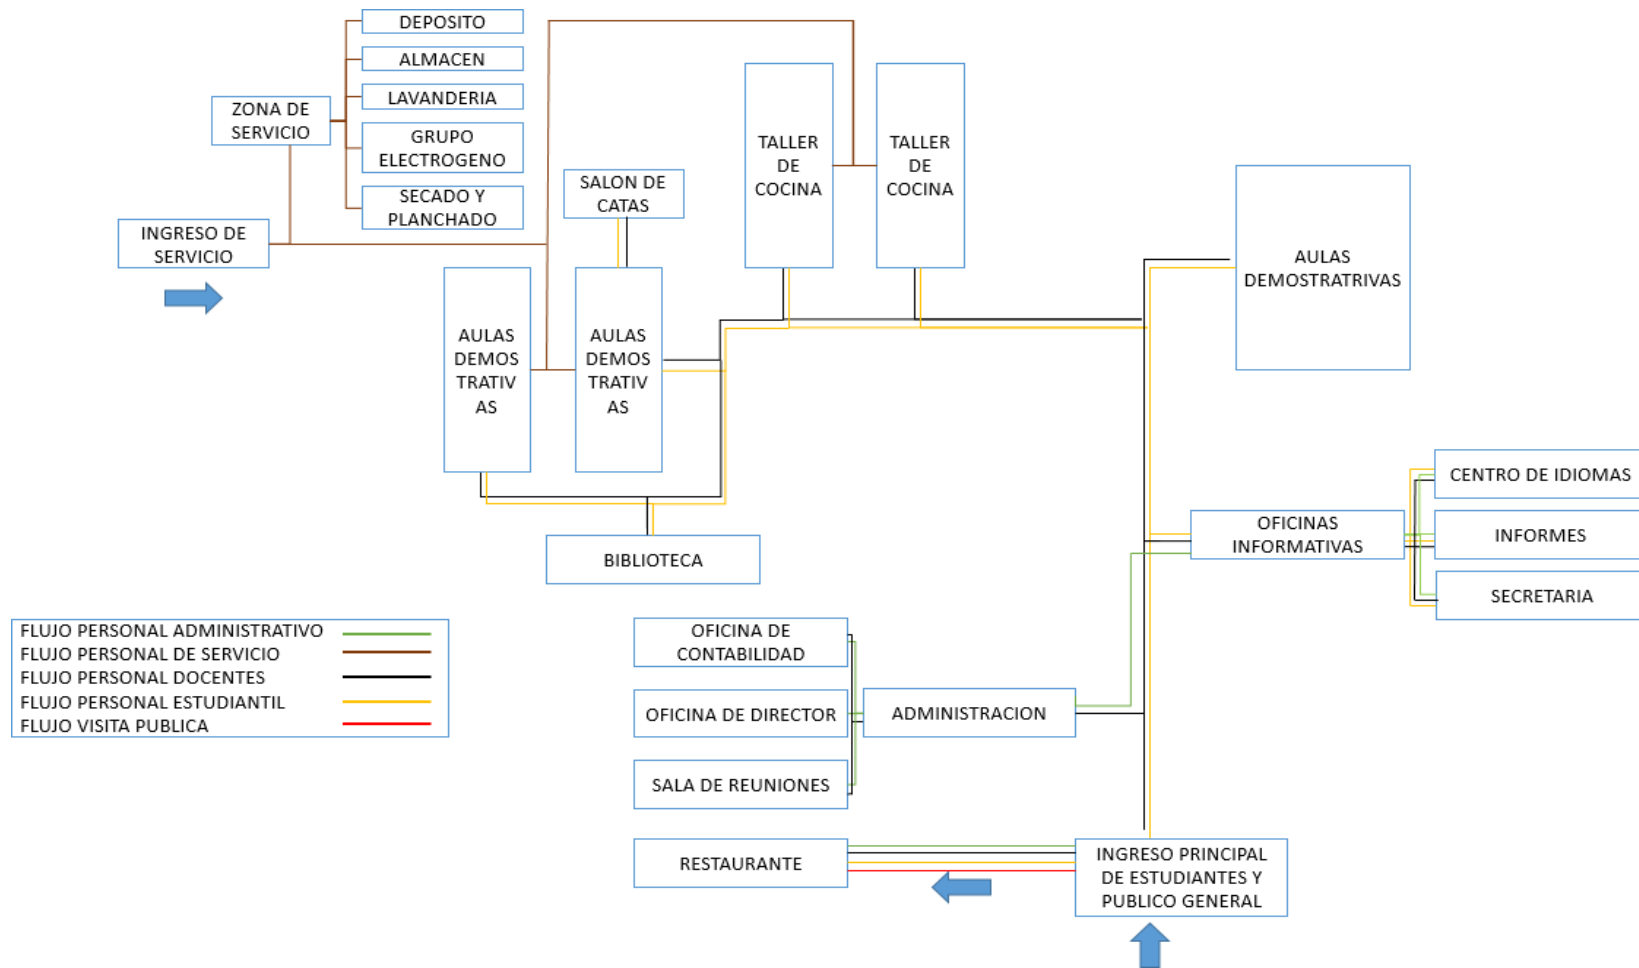 DEPOSITO
ALMACEN
LAVANDERIA
GRUPO
ELECTROGENO
SECADO Y
PLANCHADO
ZONA DE
SERVICIO
INGRESO DE
SERVICIO
SALON DE
CATAS
TALLER
DE
COCINA
TALLER
DE
COCINA
AULAS
DEMOSTRATRIVAS
AULAS
DEMOS
TRATIV
AS
AULAS
DEMOS
TRATIV
AS
BIBLIOTECA
OFICINAS
INFORMATIVAS
CENTRO DE IDIOMAS
INFORMES
SECRETARIA
FLUJO PERSONAL ADMINISTRATIVO
FLUJO PERSONAL DE SERVICIO
FLUJO PERSONAL DOCENTES
FLUJO PERSONAL ESTUDIANTIL
FLUJO VISITA PUBLICA
OFICINA DE
CONTABILIDAD
OFICINA DE DIRECTOR
SALA DE REUNIONES
ADMINISTRACION
RESTAURANTE
INGRESO PRINCIPAL
DE ESTUDIANTES Y
PUBLICO GENERAL